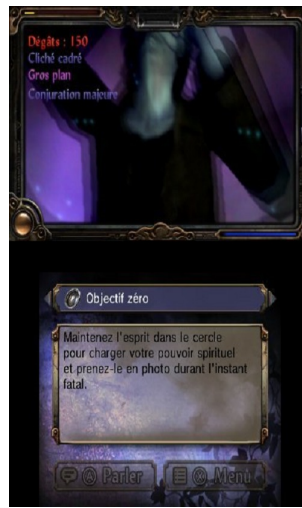 Dégâts : 150
Cliché cadré
Gros plan
Conjuration majeure
Objectif zéro
Maintenez l'esprit dans le cercle
pour charger votre pouvoir spirituel
et prenez-le en photo durant l'instant
fatal.
Parler Menu